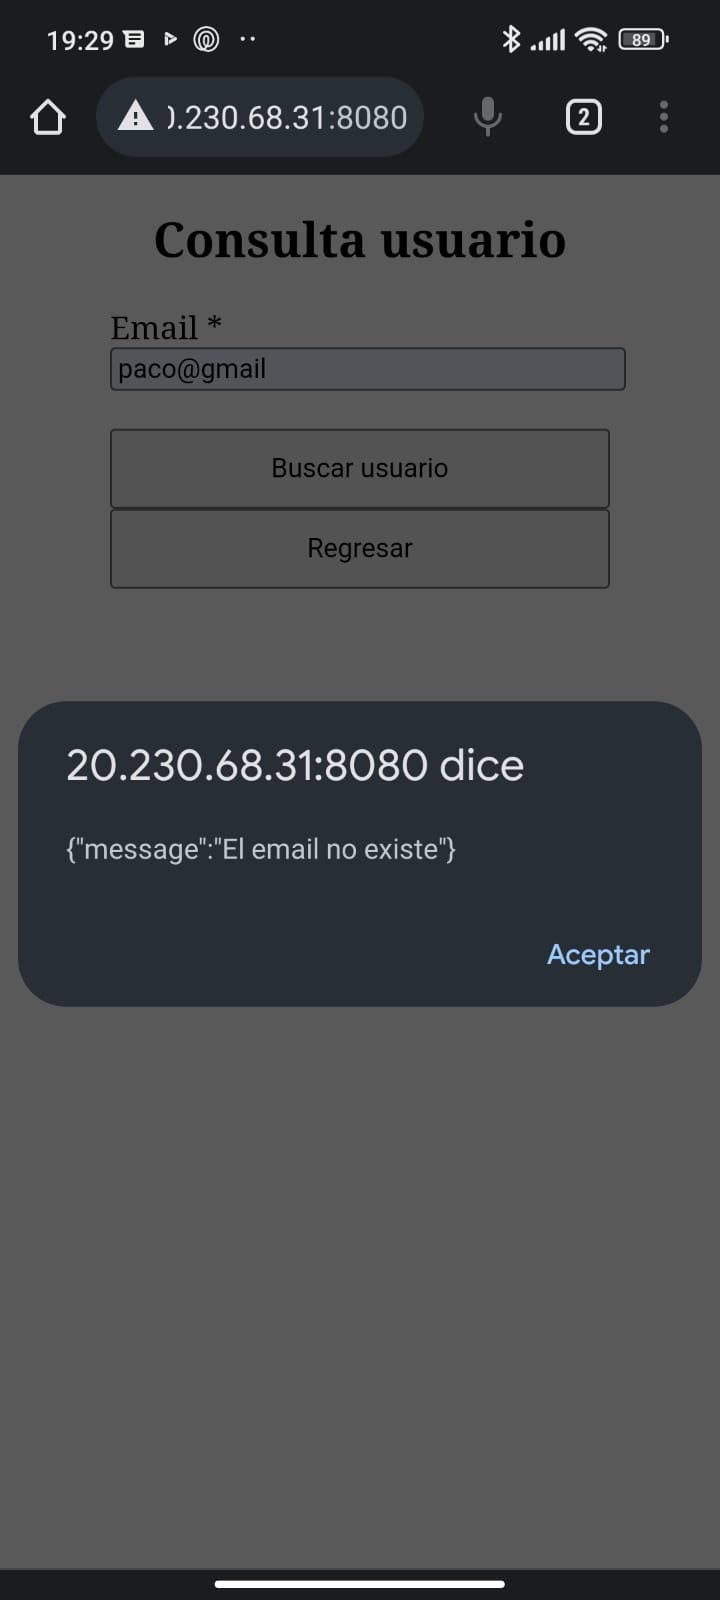 19:29
89
).230.68.31:8080
2
Consulta usuario
Email *
paco@gmail
Buscar usuario
Regresar
20.230.68.31:8080 dice
{"message":"El email no existe"}
Aceptar